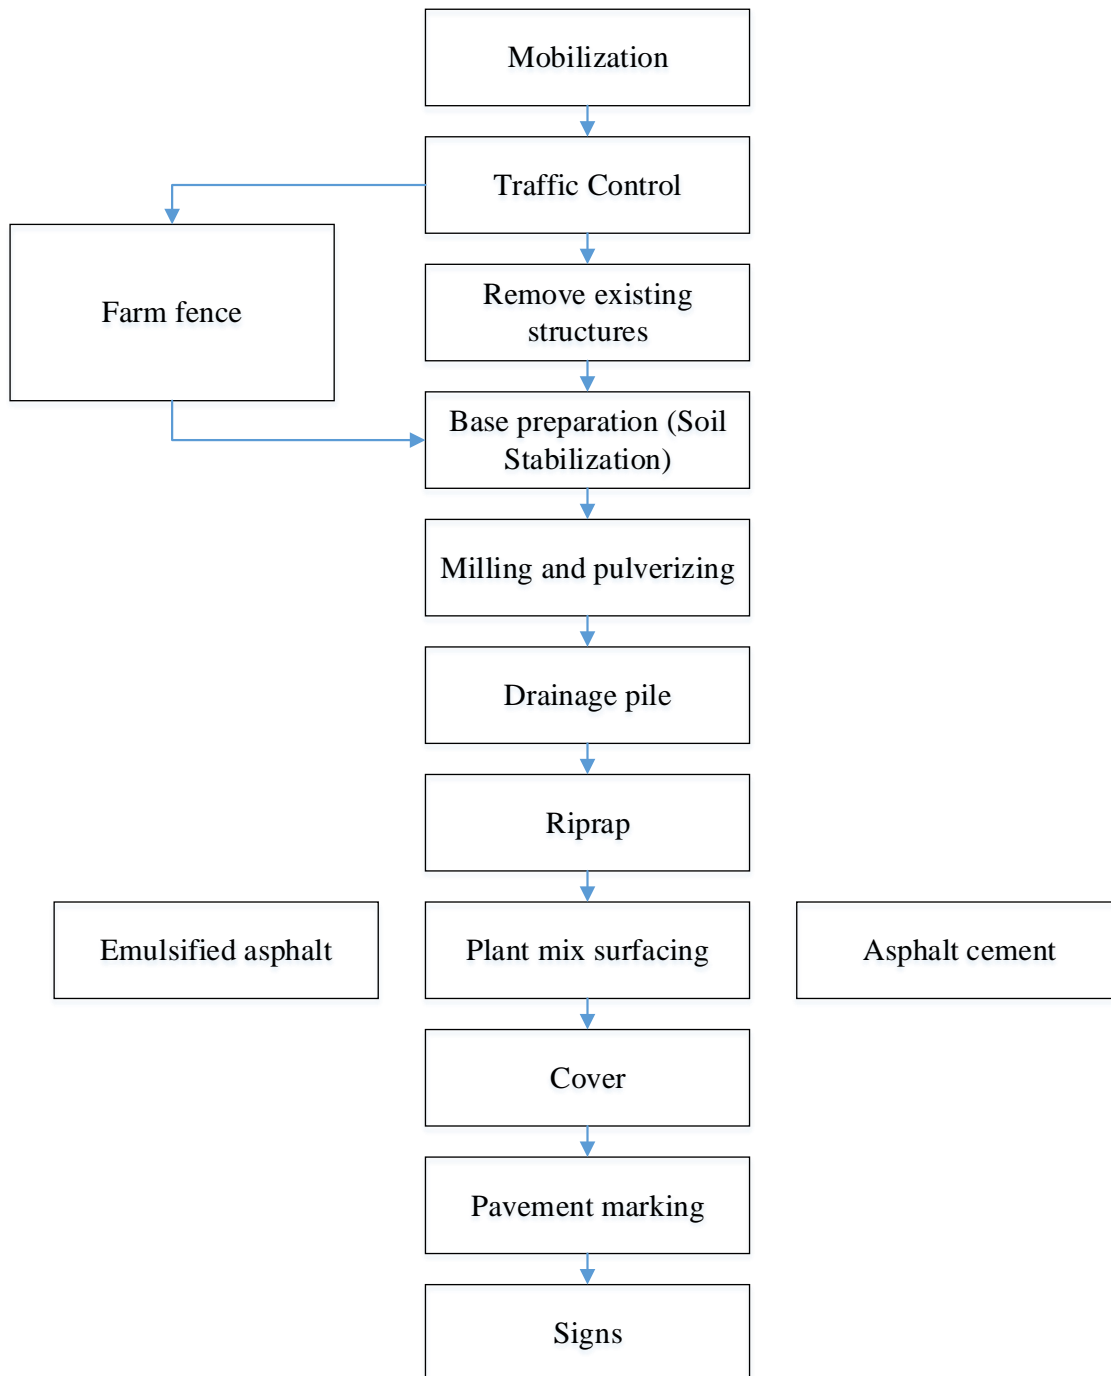 Mobilization
Traffic Control
Farm fence
Remove existing
structures
Base preparation (Soil
Stabilization)
Milling and pulverizing
Drainage pile
Riprap
Emulsified asphalt
Plant mix surfacing
Asphalt cement
Cover
Pavement marking
Signs